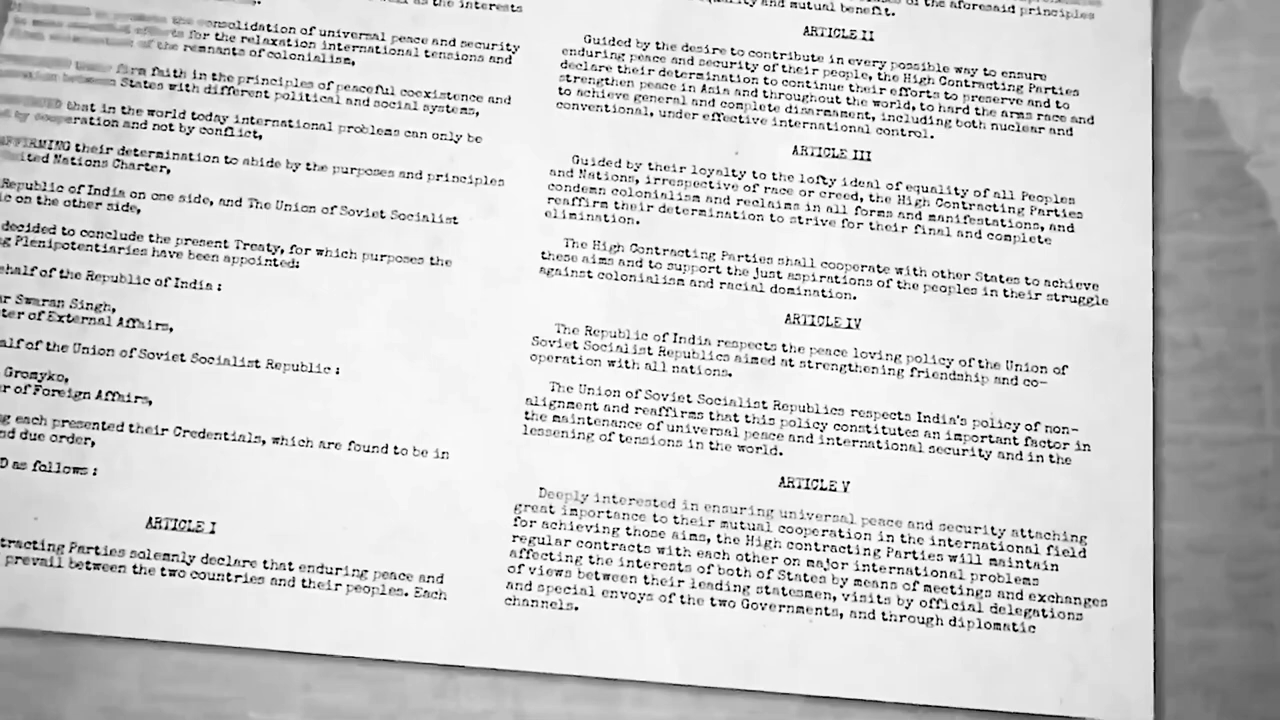 as the interests
the consolidation of universal peace and security
for the relaxation international tensions and
of the remnants of colonialism,
firm faith in the principles of peaceful coexistence and
between States with different political and social systems,
that in the world today international problems can only be
by cooperation and not by conflict,
AFFIRMING their determination to abide by the purposes and principles
ited Nations Charter,
Republic of India on one side, and The Union of Soviet Socialist
ic on the other side,
decided to conclude the present Treaty, for which purposes the
g Plenipotentiaries have been appointed:
ehalf of the Republic of India :
ar Swaran Singh,
ter of External Affairs,
alf of the Union of Soviet Socialist Republic :
Gromyko,
er of Foreign Affairs,
g each presented their Credentials, which are found to be in
nd due order,
D as follows :
ARTICLE I
tracting Parties solemnly declare that enduring peace and
prevail between the two countries and their peoples. Each
of the aforesaid principles
and mutual benefit.
ARTICLE II
Guided by the desire to contribute in every possible way to ensure
enduring peace and security of their people, the High Contracting Parties
declare their determination to continue their efforts to preserve and to
strengthen peace in Asia and throughout the world, to hard the arms race and
to achieve general and complete disarmament, including both nuclear and
conventional, under effective international control.
ARTICLE III
Guided by their loyalty to the lofty ideal of equality of all Peoples
and Nations, irrespective of race or creed, the High Contracting Parties
condemn colonialism and reclaims in all forms and manifestations, and
reaffirm their determination to strive for their final and complete
elimination.
The High Contracting Parties shall cooperate with other States to achieve
these aims and to support the just aspirations of the peoples in their struggle
against colonialism and racial domination.
ARTICLE IV
The Republic of India respects the peace loving policy of the Union of
Soviet Socialist Republics aimed at strengthening friendship and co-
operation with all nations.
The Union of Soviet Socialist Republics respects India's policy of non-
alignment and reaffirms that this policy constitutes an important factor in
the maintenance of universal peace and international security and in the
lessening of tensions in the world.
ARTICLE V
Deeply interested in ensuring universal peace and security attaching
great importance to their mutual cooperation in the international field
for achieving those aims, the High contracting Parties will maintain
regular contracts with each other on major international problems
affecting the interests of both of States by means of meetings and exchanges
of views between their leading statesmen, visits by official delegations
and special envoys of the two Governments, and through diplomatic
channels.